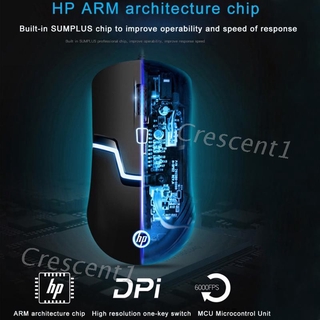 HP ARM architecture chip
Built-in SUMPLUS chip to improve operability and speed of response
Crescent1
hp
Crescent1
hp
DPi
6000FPS
ARM architecture chip
High resolution one-key switch
MCU Microcontrol Unit